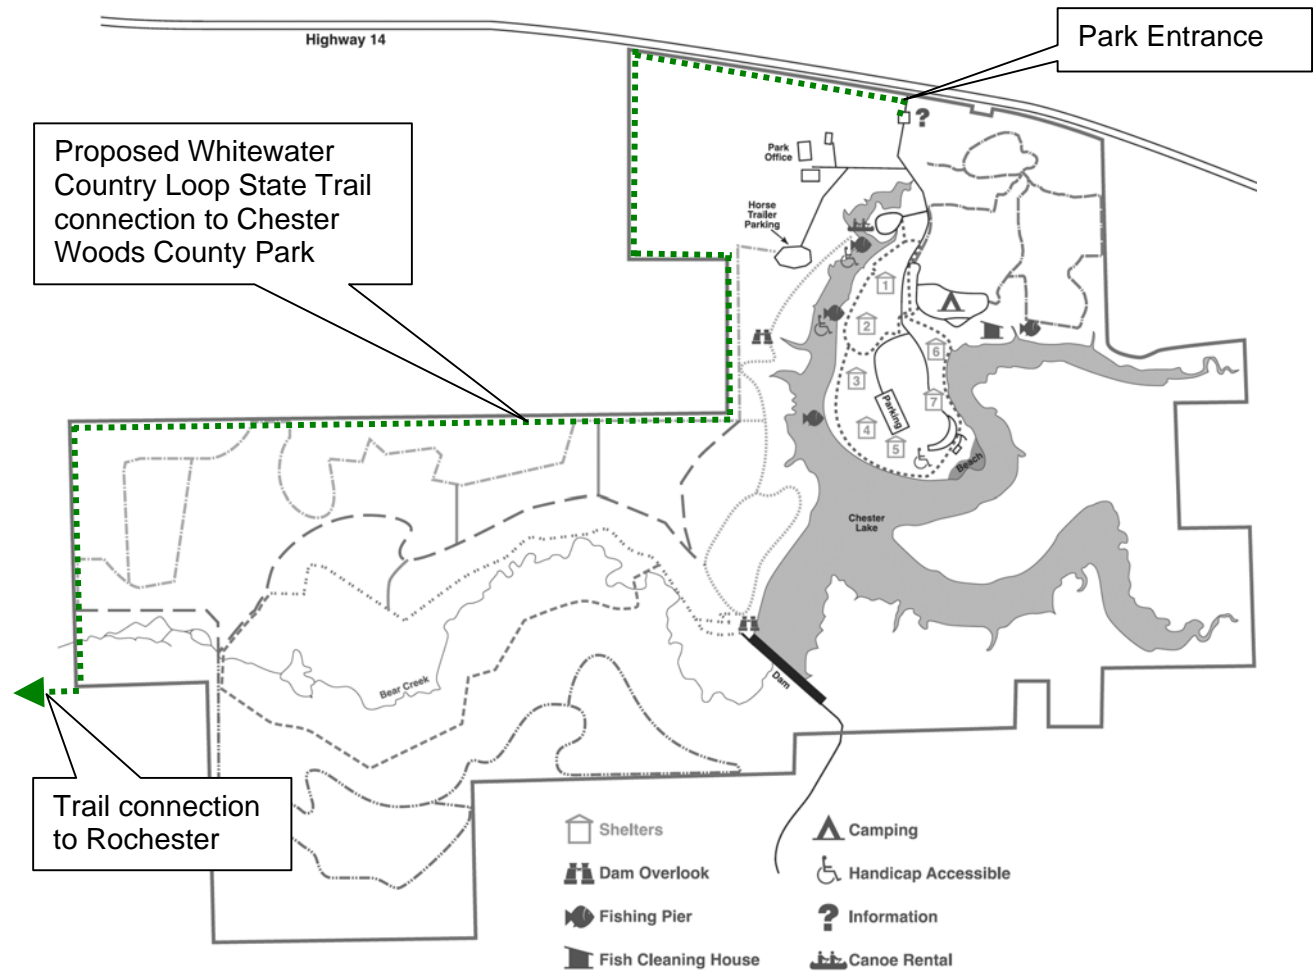 Highway 14
Park Entrance
?
Proposed Whitewater
Country Loop State Trail
connection to Chester
Woods County Park
Park
Office
Horse
Trailer
Parking
1
2
3
4
5
6
7
Parking
Beach
Chester
Lake
Bear Creek
Dam
Trail connection
to Rochester
Shelters
Dam Overlook
Fishing Pier
Fish Cleaning House
Camping
Handicap Accessible
? Information
Canoe Rental